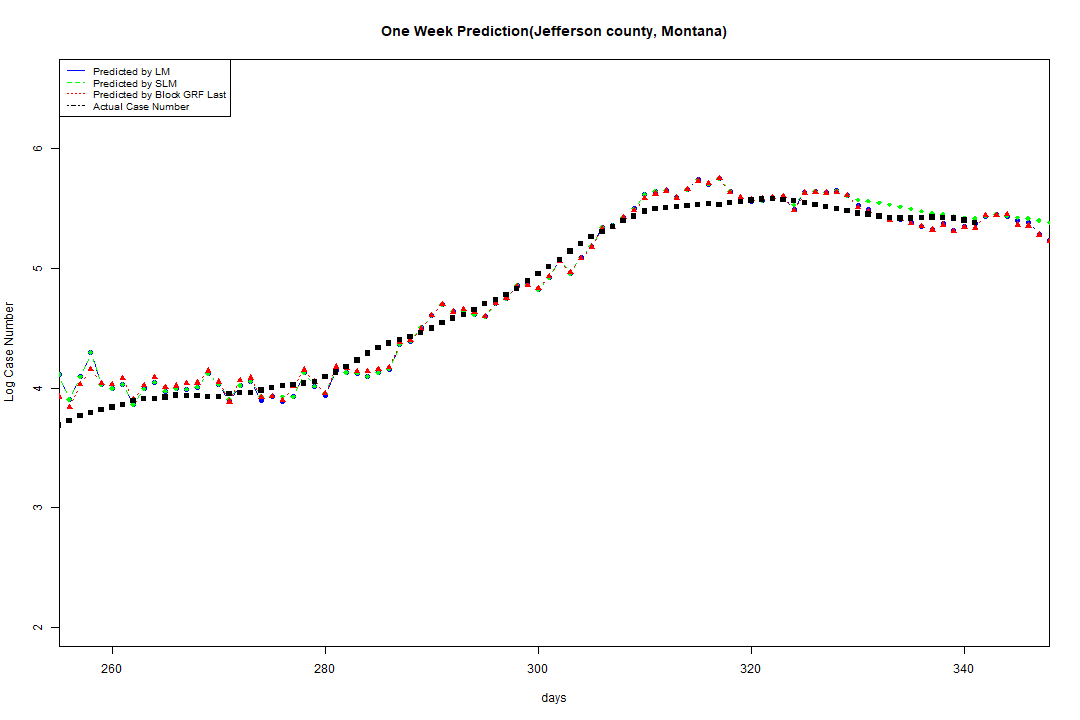 One Week Prediction(Jefferson county, Montana)
Predicted by LM
Predicted by SLM
Predicted by Block GRF Last
Actual Case Number
6
5
4
3
2
Log Case Number
260 280 300 320 340
days